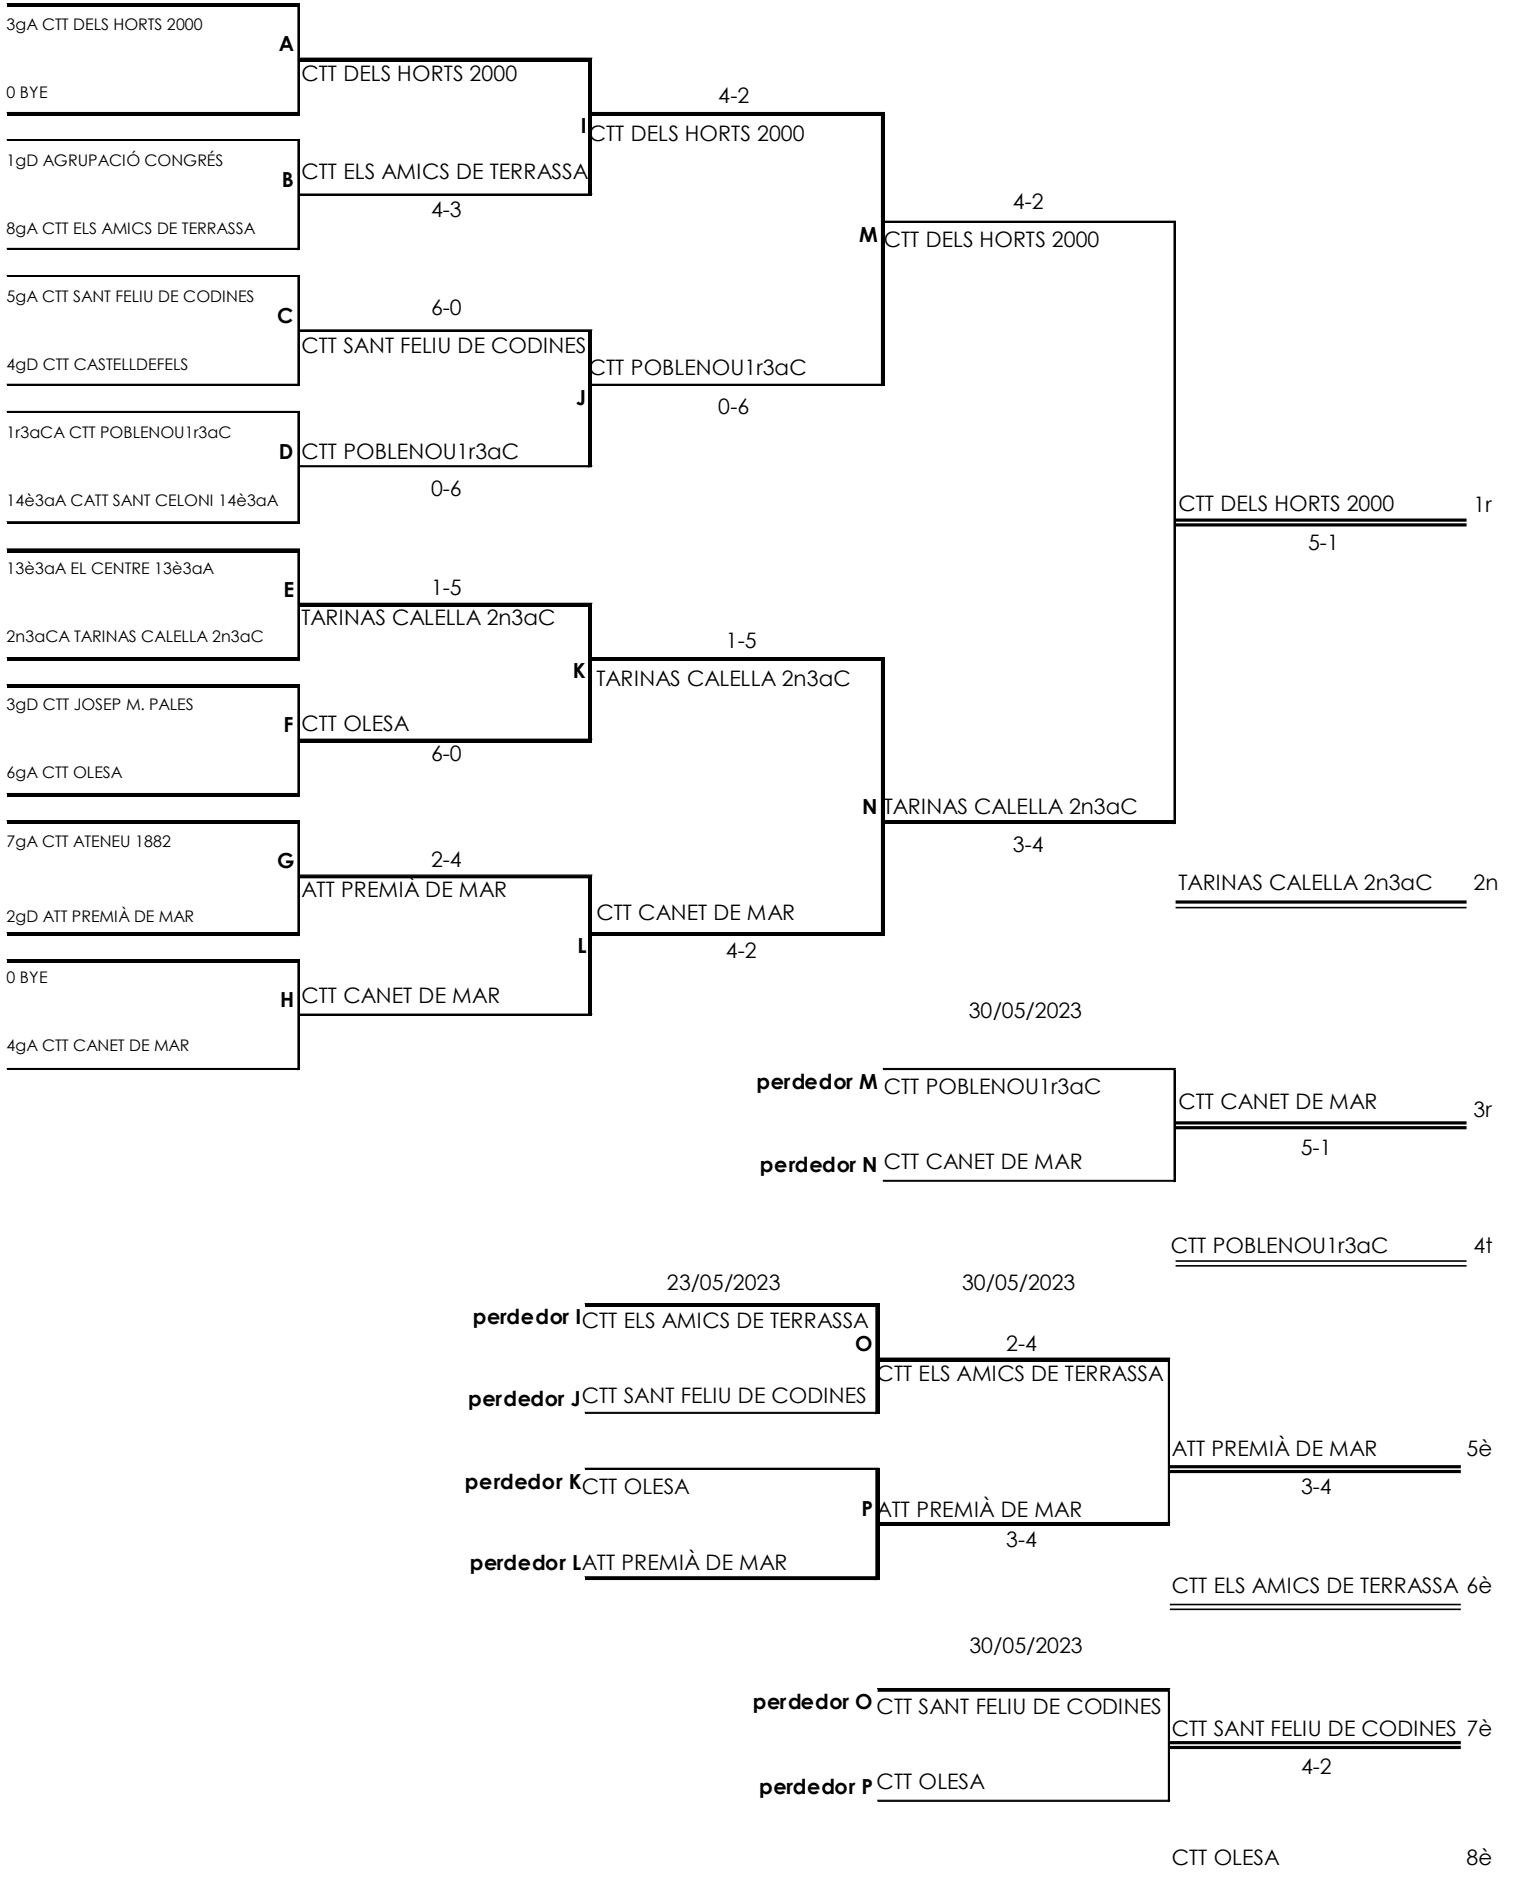 3gA CTT DELS HORTS 2000
A
CTT DELS HORTS 2000
0 BYE
4-2
I
CTT DELS HORTS 2000
1gD AGRUPACIÓ CONGRÉS
B
CTT ELS AMICS DE TERRASSA
4-3
8gA CTT ELS AMICS DE TERRASSA
4-2
M
CTT DELS HORTS 2000
5gA CTT SANT FELIU DE CODINES
C
6-0
CTT SANT FELIU DE CODINES
4gD CTT CASTELLDEFELS
J
CTT POBLENOU1r3aC
0-6
1r3aCA CTT POBLENOU1r3aC
D
CTT POBLENOU1r3aC
0-6
14è3aA CATT SANT CELONI 14è3aA
CTT DELS HORTS 2000
1r
5-1
13è3aA EL CENTRE 13è3aA
E
1-5
TARINAS CALELLA 2n3aC
2n3aCA TARINAS CALELLA 2n3aC
1-5
K
TARINAS CALELLA 2n3aC
3gD CTT JOSEP M. PALES
F
CTT OLESA
6-0
6gA CTT OLESA
N
TARINAS CALELLA 2n3aC
3-4
7gA CTT ATENEU 1882
G
2-4
ATT PREMIÀ DE MAR
TARINAS CALELLA 2n3aC
2n
2gD ATT PREMIÀ DE MAR
CTT CANET DE MAR
L
4-2
0 BYE
H
CTT CANET DE MAR
30/05/2023
4gA CTT CANET DE MAR
perdedor M
CTT POBLENOU1r3aC
CTT CANET DE MAR
3r
5-1
perdedor N
CTT CANET DE MAR
CTT POBLENOU1r3aC
4t
23/05/2023
30/05/2023
perdedor I
CTT ELS AMICS DE TERRASSA
O
2-4
CTT ELS AMICS DE TERRASSA
perdedor J
CTT SANT FELIU DE CODINES
ATT PREMIÀ DE MAR
5è
3-4
perdedor K
CTT OLESA
P
ATT PREMIÀ DE MAR
3-4
perdedor L
ATT PREMIÀ DE MAR
CTT ELS AMICS DE TERRASSA
6è
30/05/2023
perdedor O
CTT SANT FELIU DE CODINES
CTT SANT FELIU DE CODINES
7è
4-2
perdedor P
CTT OLESA
CTT OLESA
8è